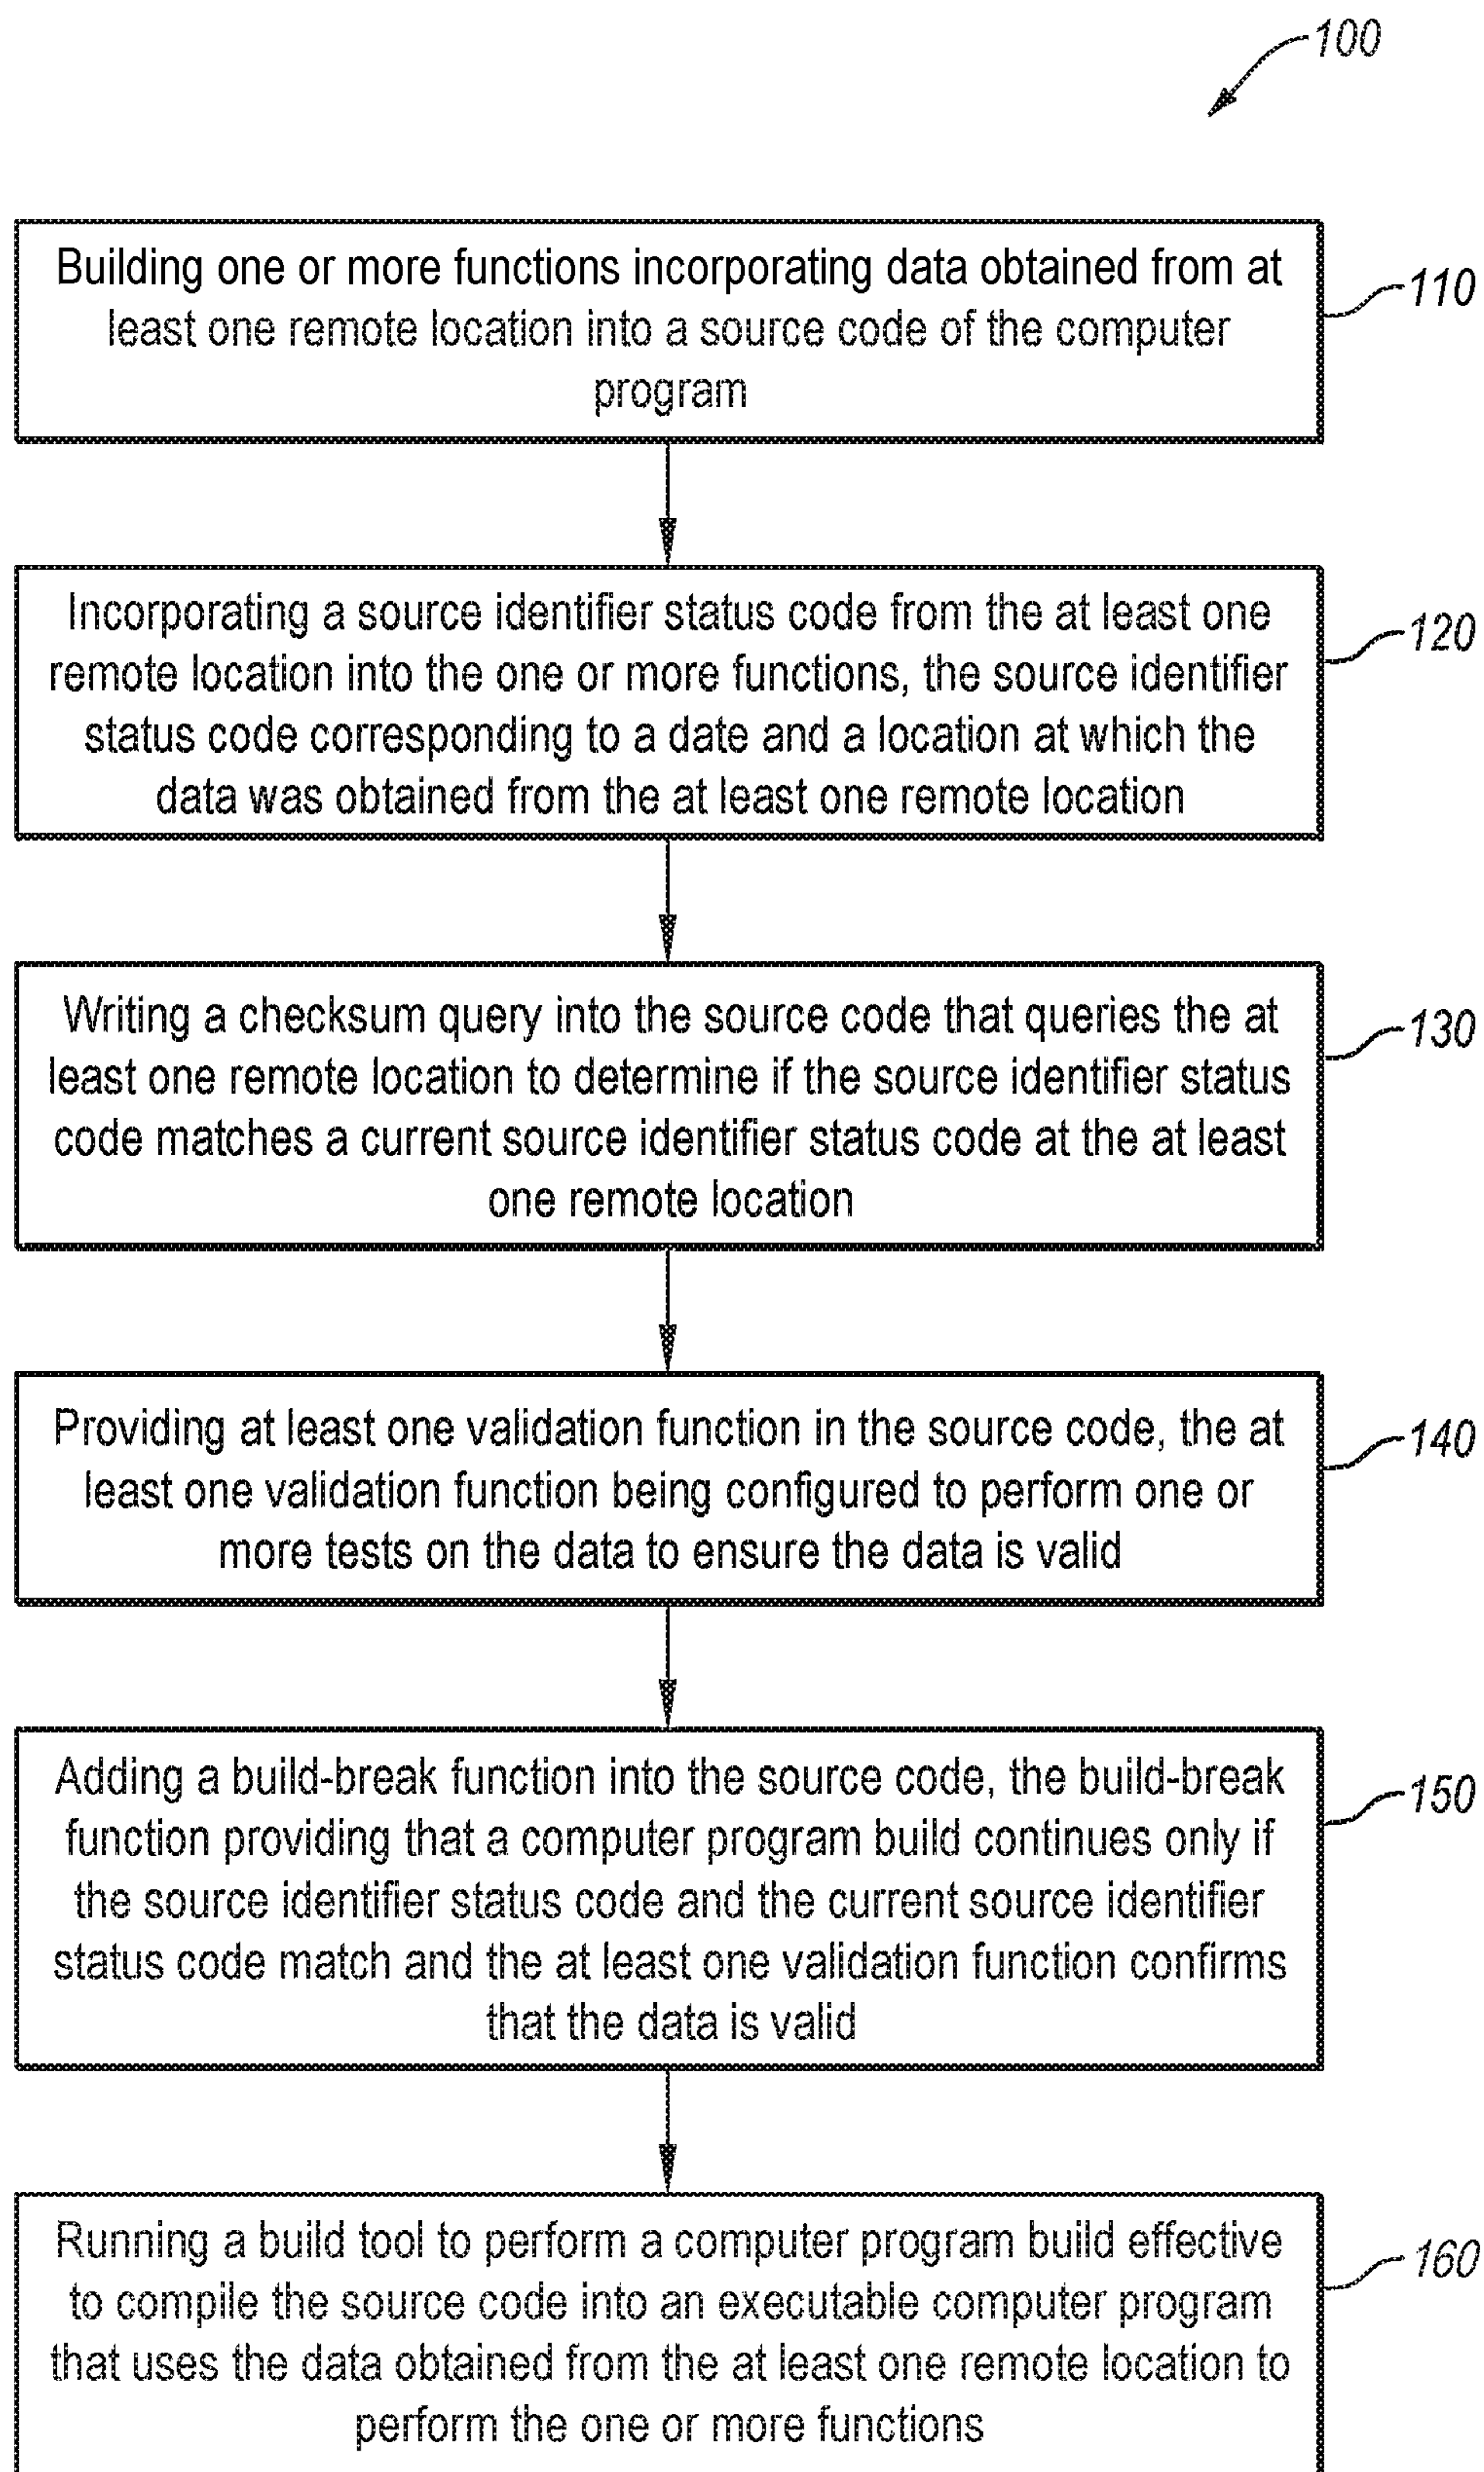 100
Building one or more functions incorporating data obtained from at
least one remote location into a source code of the computer
program
110
Incorporating a source identifier status code from the at least one
remote location into the one or more functions, the source identifier
status code corresponding to a date and a location at which the
data was obtained from the at least one remote location
120
Writing a checksum query into the source code that queries the at
least one remote location to determine if the source identifier status
code matches a current source identifier status code at the at least
one remote location
130
Providing at least one validation function in the source code, the at
least one validation function being configured to perform one or
more tests on the data to ensure the data is valid
140
Adding a build-break function into the source code, the build-break
function providing that a computer program build continues only if
the source identifier status code and the current source identifier
status code match and the at least one validation function confirms
that the data is valid
150
Running a build tool to perform a computer program build effective
to compile the source code into an executable computer program
that uses the data obtained from the at least one remote location to
perform the one or more functions
160